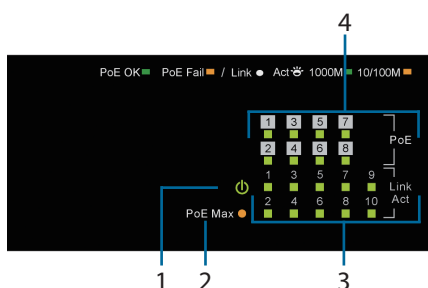 4
PoE OK PoE Fail / Link Act 1000M 10/100M
1 3 5 7
PoE
2 4 6 8
1 3 5 7 9
Link
Act
2 4 6 8 10
PoE Max
1 2 3